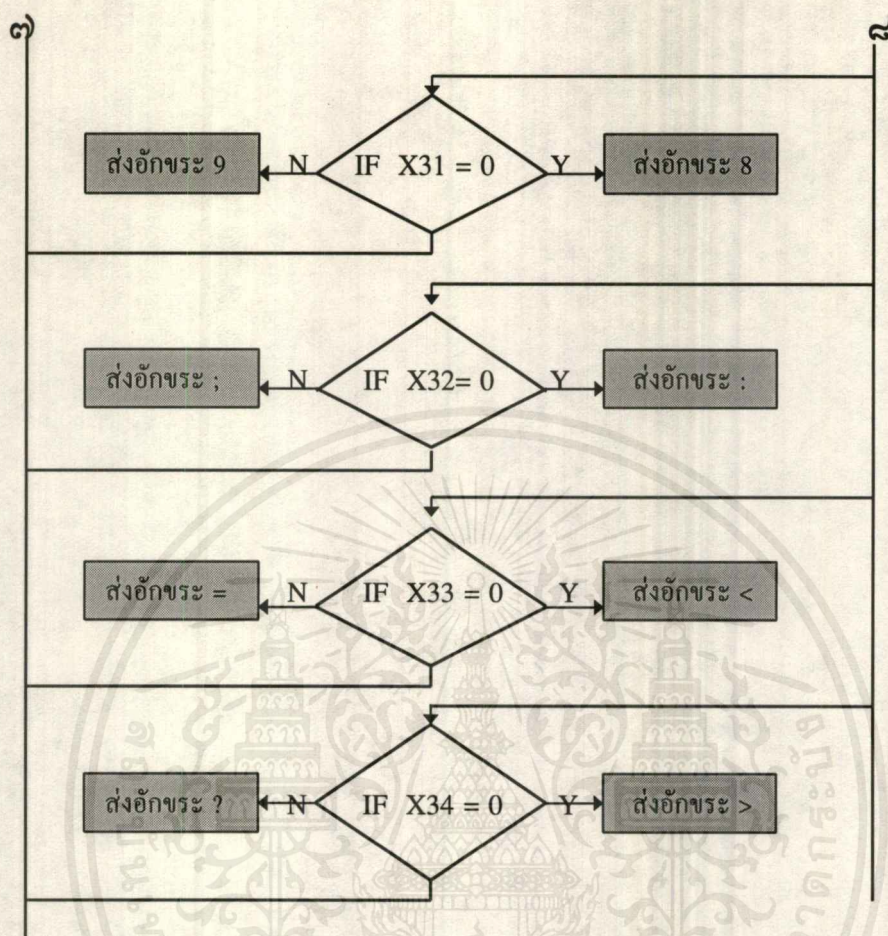 ๆ ฌ
ส่งอักขระ 9 N IF X31 = 0 Y ส่งอักขระ 8
ส่งอักขระ ; N IF X32= 0 Y ส่งอักขระ :
ส่งอักขระ = N IF X33 = 0 Y ส่งอักขระ <
ส่งอักขระ ? N IF X34 = 0 Y ส่งอักขระ >